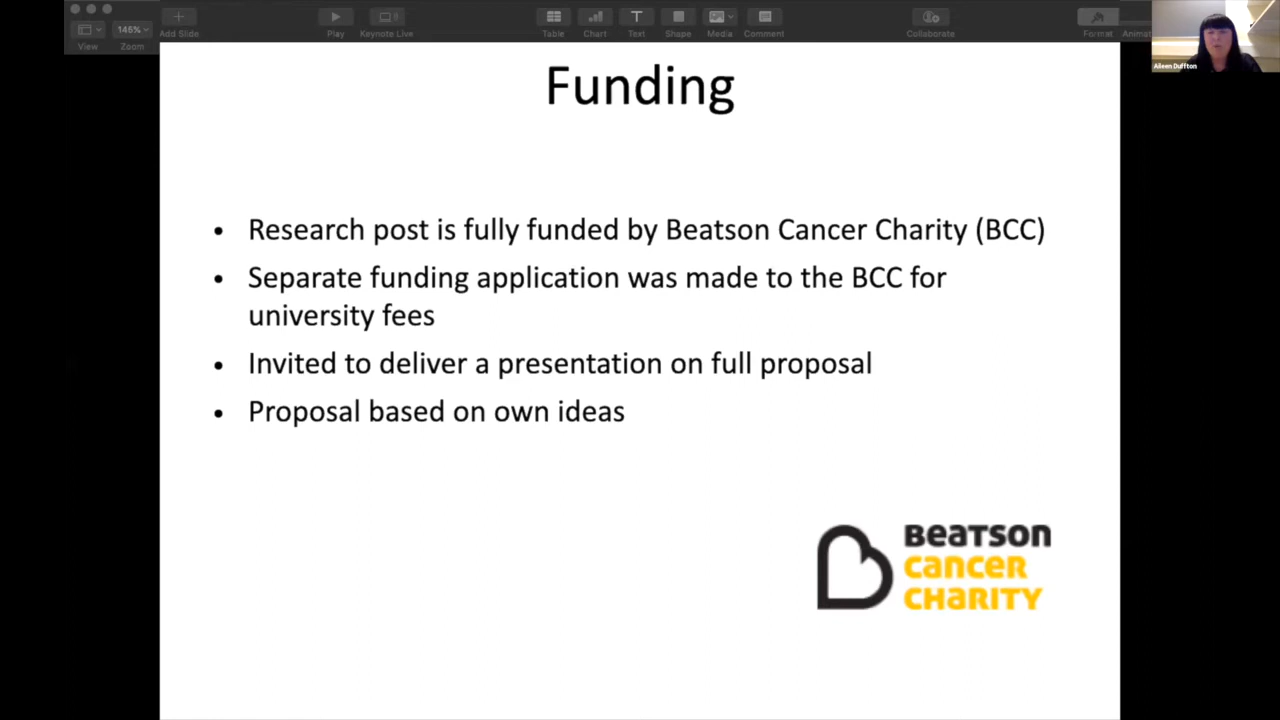 146%
View
Zoom
Add Slide
Play
Keynote Live
Table
Chart
Text
Shape
Media
Comment
Collaborate
Format
Animat
Aileen Duffton
Funding
• Research post is fully funded by Beatson Cancer Charity (BCC)
• Separate funding application was made to the BCC for
university fees
• Invited to deliver a presentation on full proposal
• Proposal based on own ideas
BEATSON
CANCER
CHARITY